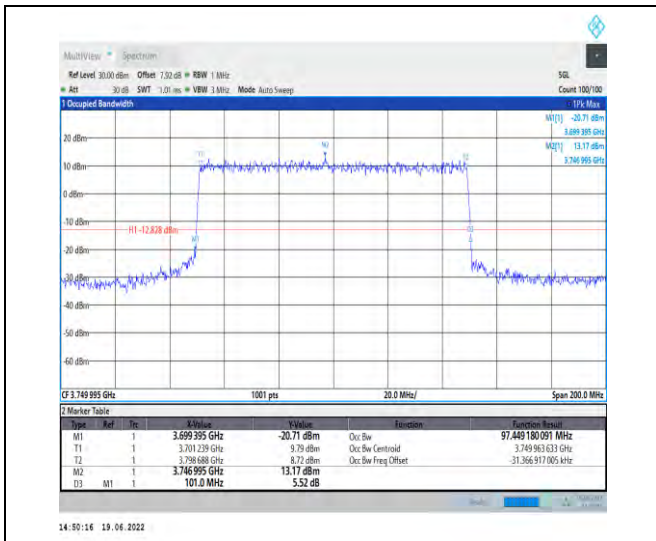 MultiView Spectrum
Ref Level 30.00 dBm Offset 7.92 dB RBW 1 MHz SGL
Att 30 dB SWT 1.01 ms VBW 3 MHz Mode Auto Sweep Count 100/100
1 Occupied Bandwidth 1Pk Max
M1[1] -20.71 dBm
3.699 395 GHz
M2[1] 13.17 dBm
3.746 995 GHz
20 dBm
T1 M2 T2
10 dBm
0 dBm
-10 dBm
H1 -12.828 dBm
M1 D3
-20 dBm
-30 dBm
-40 dBm
-50 dBm
-60 dBm
CF 3.749 995 GHz 1001 pts 20.0 MHz/ Span 200.0 MHz
2 Marker Table
Type Ref Trc X-Value Y-Value Function Function Result
M1 1 3.699 395 GHz -20.71 dBm Occ Bw 97.449 180 091 MHz
T1 1 3.701 239 GHz 9.79 dBm Occ Bw Centroid 3.749 963 633 GHz
T2 1 3.798 688 GHz 8.72 dBm Occ Bw Freq Offset -31.366 917 005 kHz
M2 1 3.746 995 GHz 13.17 dBm
D3 M1 1 101.0 MHz 5.52 dB
14:50:16 19.06.2022